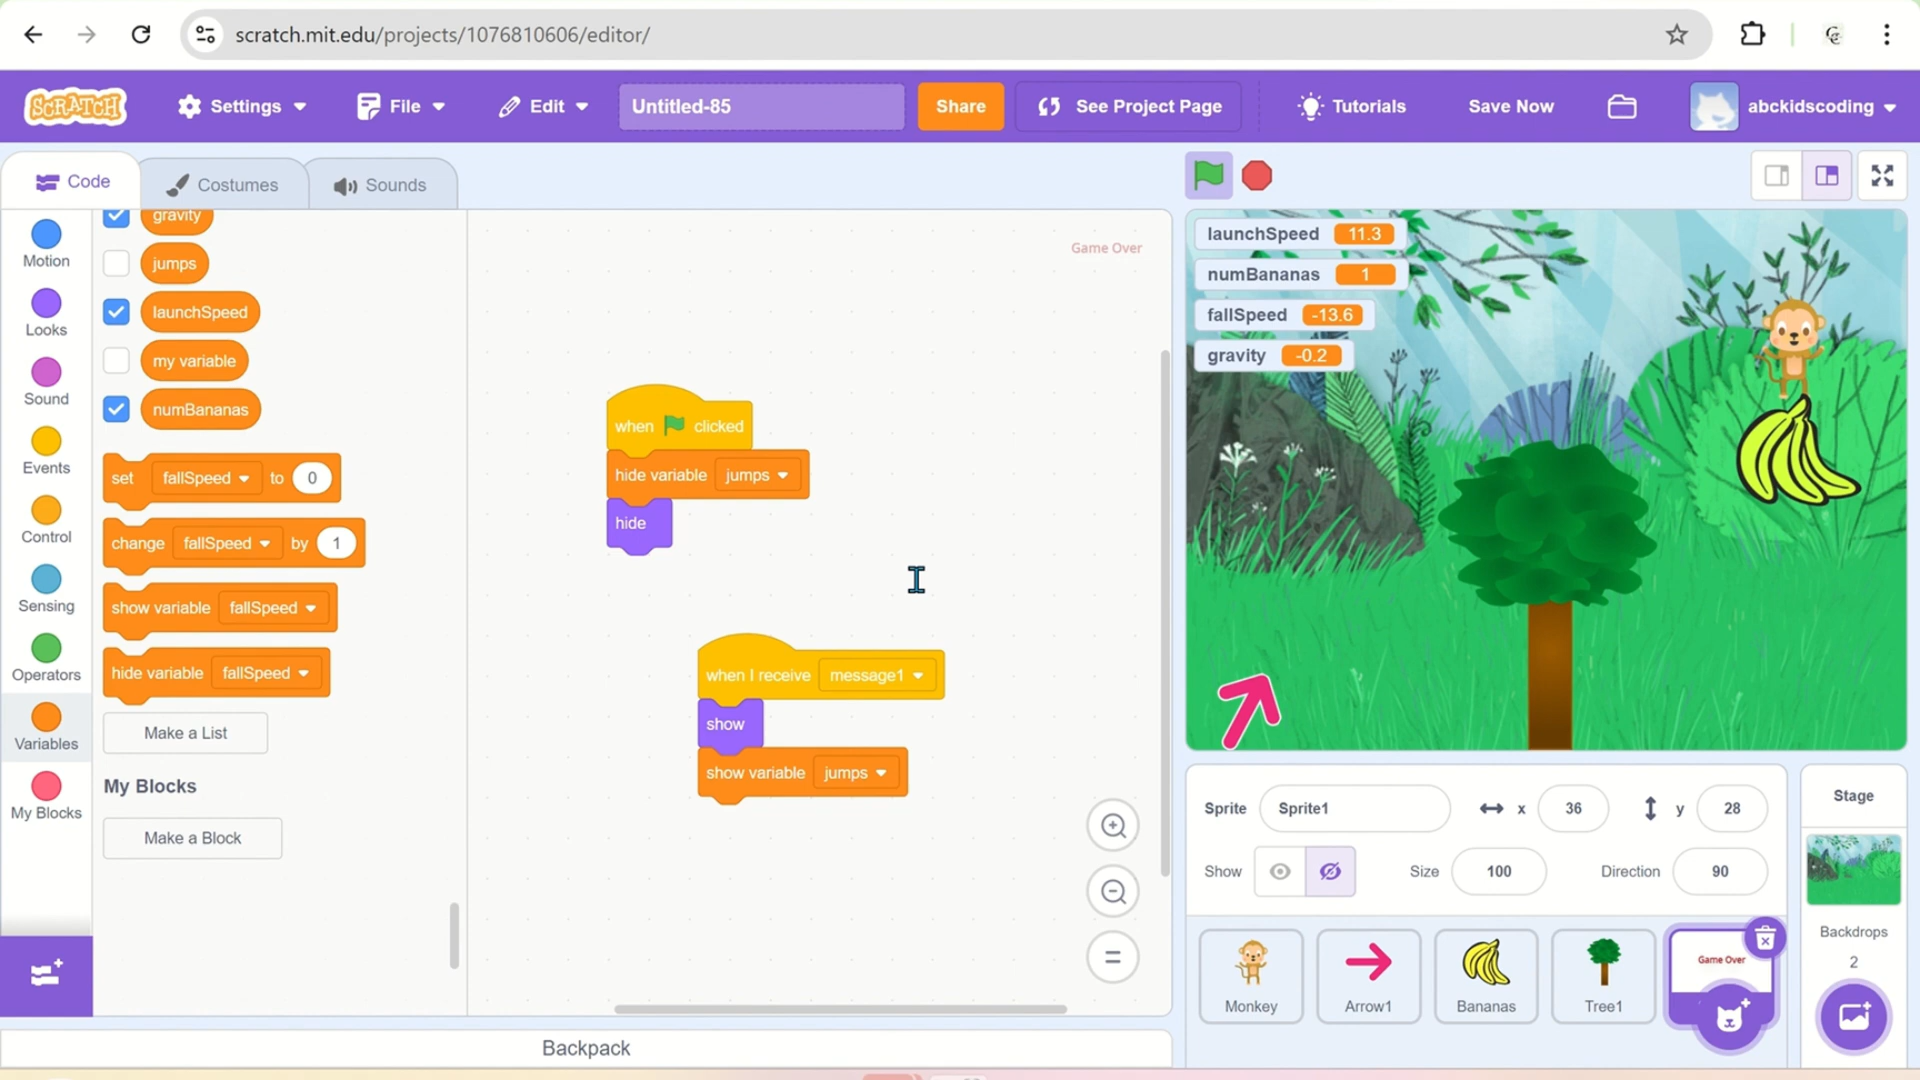 scratch.mit.edu/projects/1076810606/editor/
SCRATCH
Settings
File
Edit
Untitled-85
Share
See Project Page
Tutorials
Save Now
abckidscoding
Code
Costumes
Sounds
Motion
Looks
Sound
Events
Control
Sensing
Operators
Variables
My Blocks
gravity
jumps
launchSpeed
my variable
numBananas
set fallSpeed to 0
change fallSpeed by 1
show variable fallSpeed
hide variable fallSpeed
Make a List
My Blocks
Make a Block
Game Over
when clicked
hide variable jumps
hide
when I receive message1
show
show variable jumps
Backpack
launchSpeed 11.3
numBananas 1
fallSpeed -13.6
gravity -0.2
Sprite Sprite1 x 36 y 28
Show Size 100 Direction 90
Monkey
Arrow1
Bananas
Tree1
Game Over
Stage
Backdrops
2